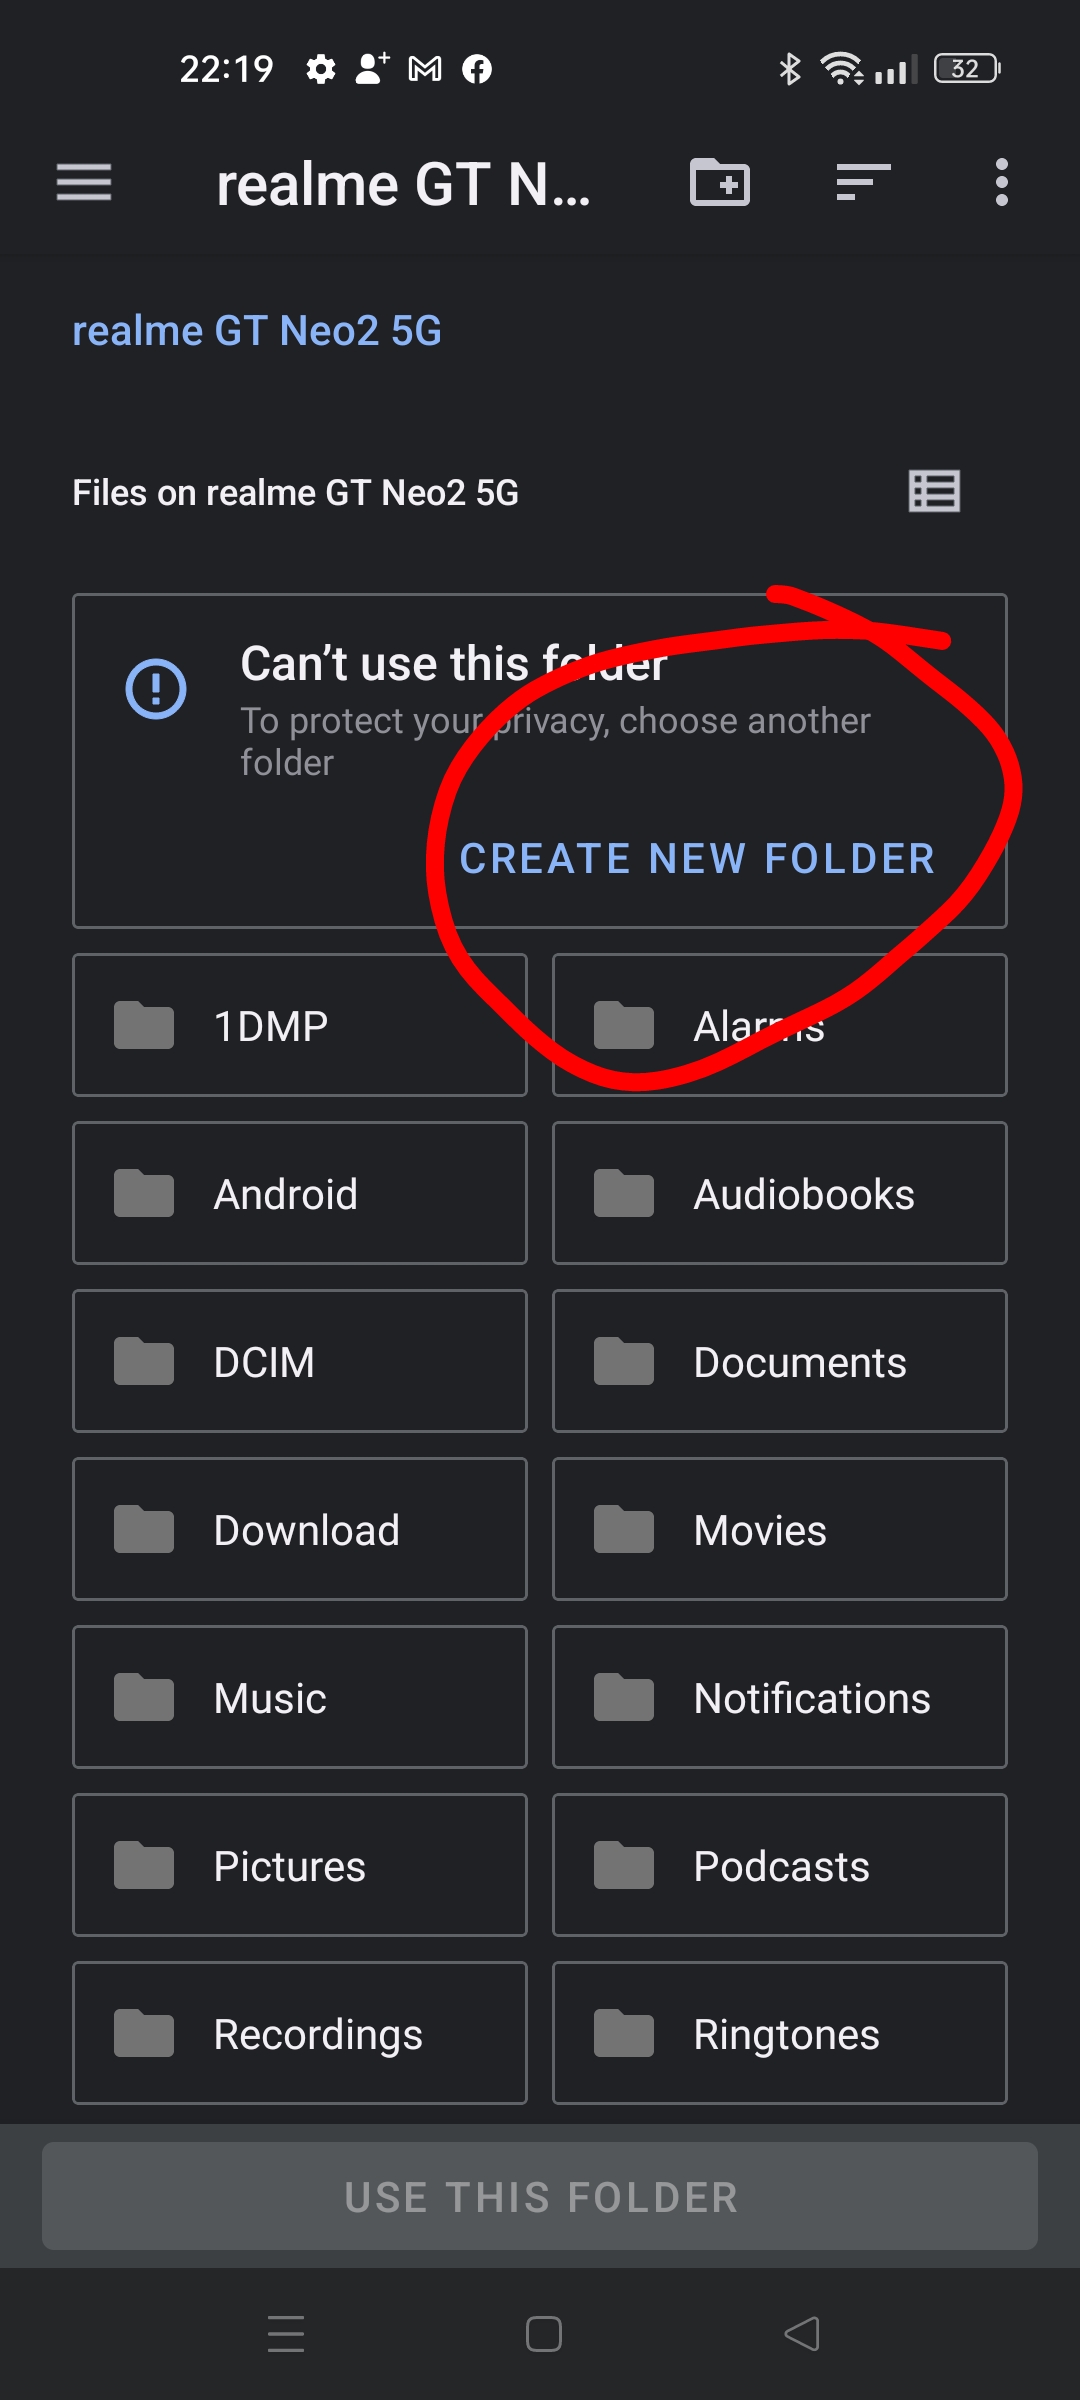 22:19
32
realme GT N...
realme GT Neo2 5G
Files on realme GT Neo2 5G
Can't use this folder
To protect your privacy, choose another
folder
CREATE NEW FOLDER
1DMP
Alarms
Android
Audiobooks
DCIM
Documents
Download
Movies
Music
Notifications
Pictures
Podcasts
Recordings
Ringtones
USE THIS FOLDER